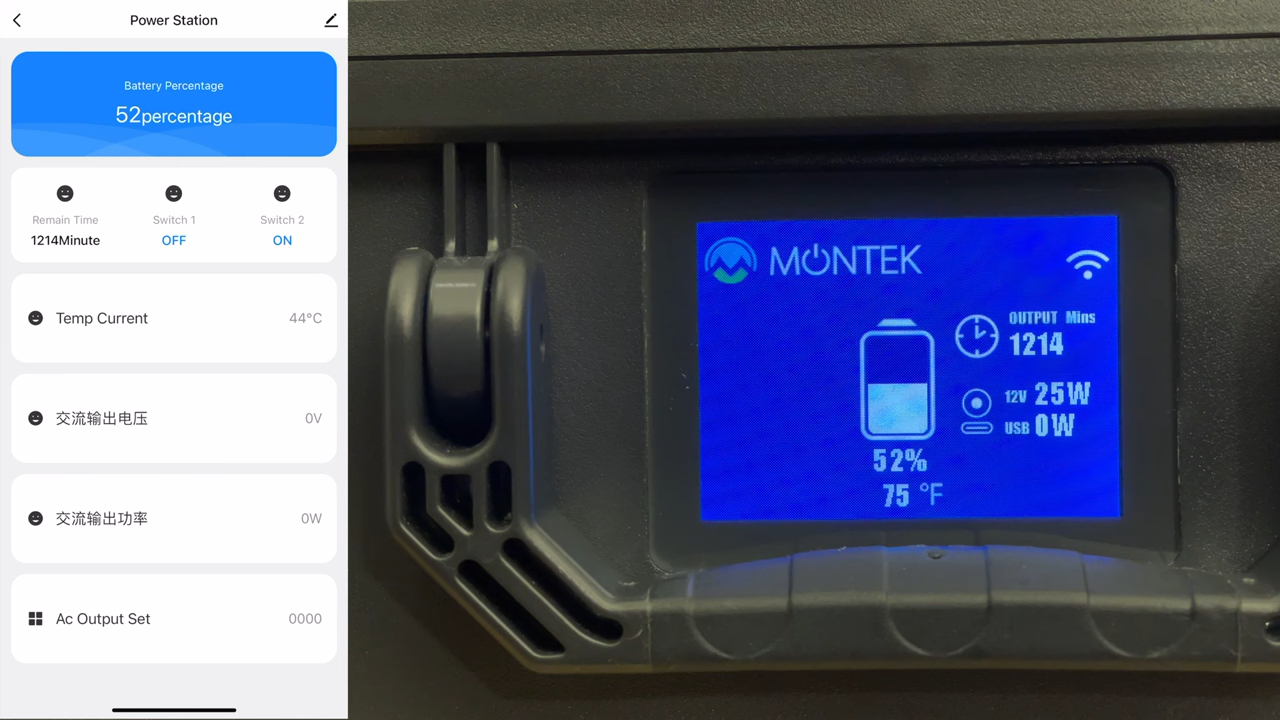 Power Station
Battery Percentage
52percentage
Remain Time
1214Minute
Switch 1
OFF
Switch 2
ON
Temp Current
44°C
交流输出电压
0V
交流输出功率
0W
Ac Output Set
0000
MONTEK
OUTPUT Mins
1214
12V 25W
USB 0W
52%
75 °F